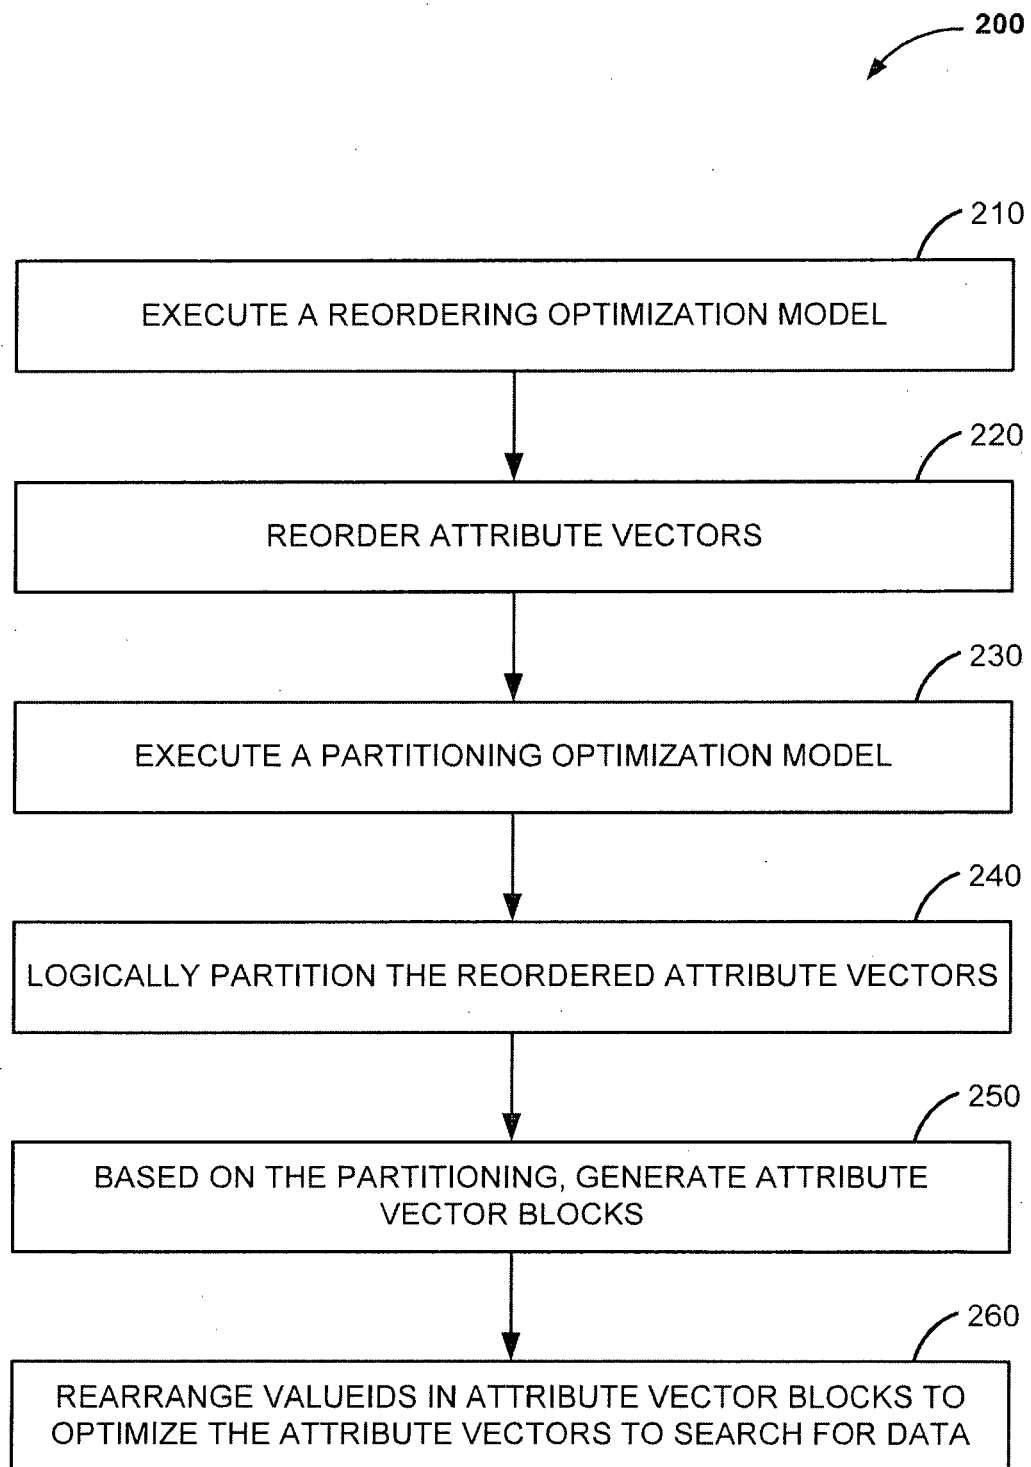 200
210
EXECUTE A REORDERING OPTIMIZATION MODEL
220
REORDER ATTRIBUTE VECTORS
230
EXECUTE A PARTITIONING OPTIMIZATION MODEL
240
LOGICALLY PARTITION THE REORDERED ATTRIBUTE VECTORS
250
BASED ON THE PARTITIONING, GENERATE ATTRIBUTE
VECTOR BLOCKS
260
REARRANGE VALUEIDS IN ATTRIBUTE VECTOR BLOCKS TO
OPTIMIZE THE ATTRIBUTE VECTORS TO SEARCH FOR DATA